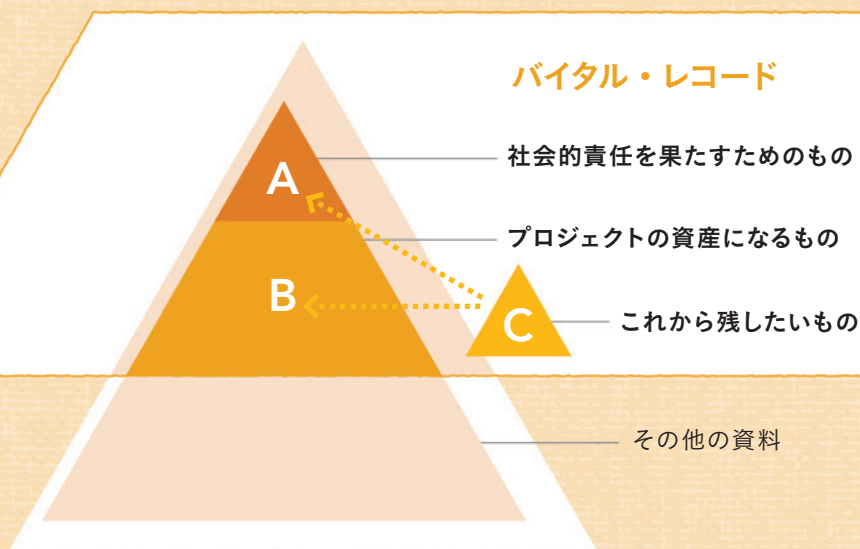 バイタル・レコード
社会的責任を果たすためのもの
A
プロジェクトの資産になるもの
B
C
これから残したいもの
その他の資料